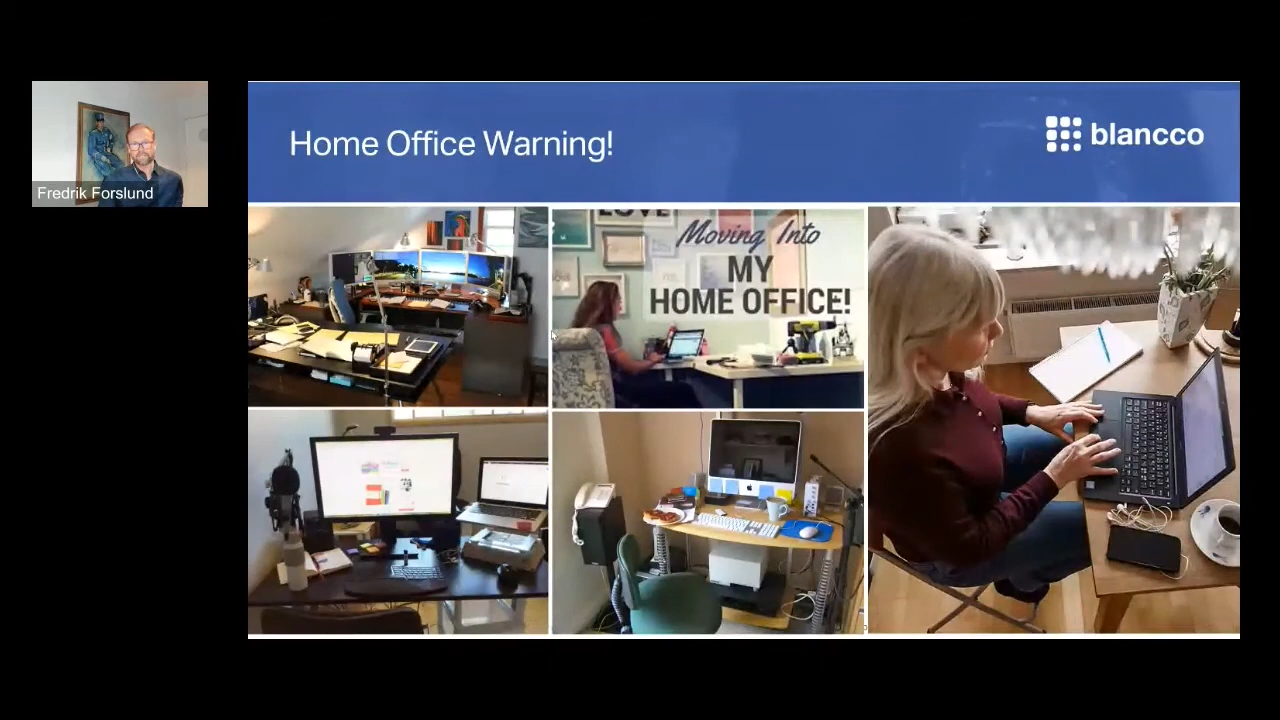 Home Office Warning!
blancco
Fredrik Forslund
LOVE
Moving Into
MY
HOME OFFICE!